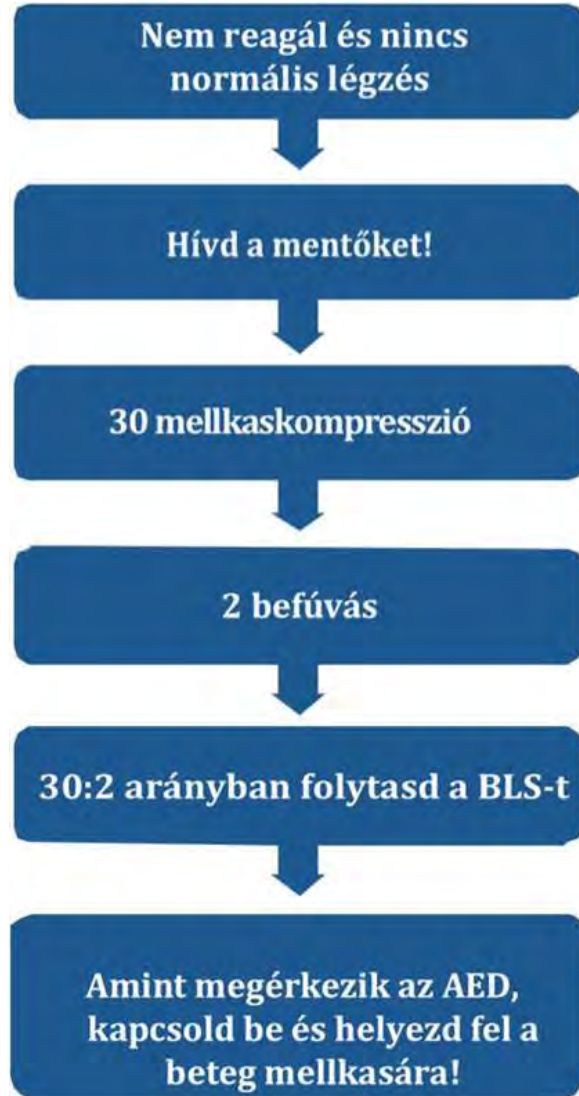 Nem reagál és nincs
normális légzés
Hívd a mentőket!
30 mellkaskompresszió
2 befúvás
30:2 arányban folytasd a BLS-t
Amint megérkezik az AED,
kapcsold be és helyezd fel a
beteg mellkasára!